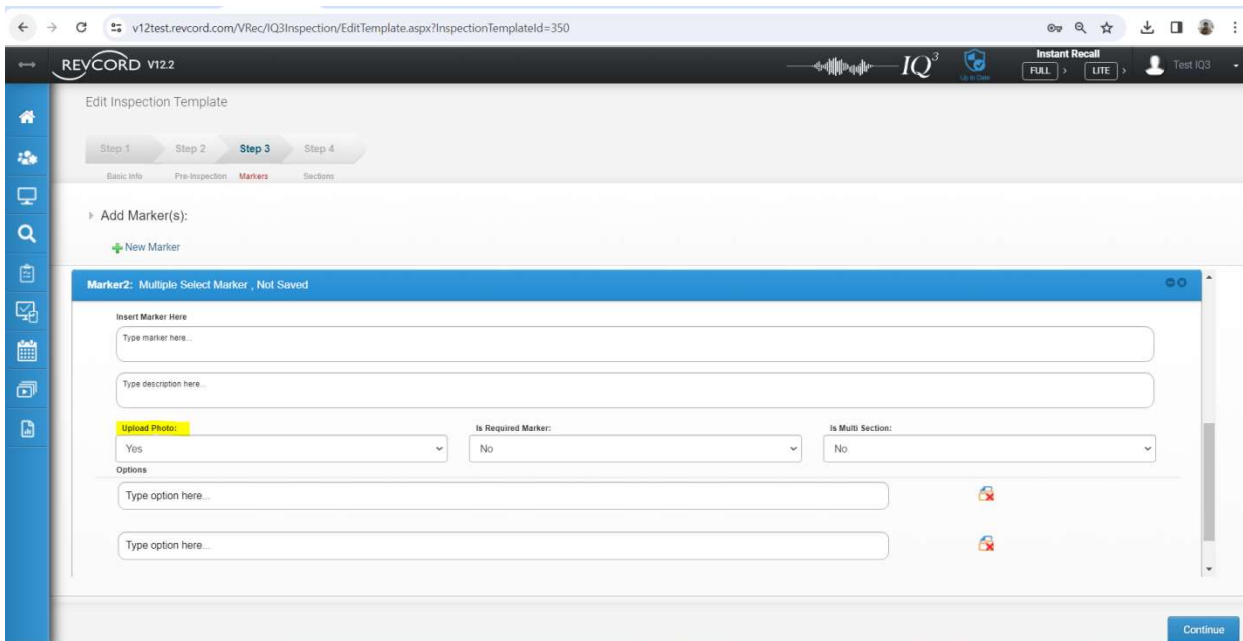 v12test.revcord.com/VRec/IQ3Inspection/EditTemplate.aspx?InspectionTemplateId=350
REVCORD V12.2
IQ3
Up to Date
Instant Recall
FULL > LITE >
Test IQ3
Edit Inspection Template
Step 1 Step 2 Step 3 Step 4
Basic Info Pre-Inspection Markers Sections
Add Marker(s):
New Marker
Marker2: Multiple Select Marker , Not Saved
Insert Marker Here
Type marker here...
Type description here...
Upload Photo: Is Required Marker: Is Multi Section:
Yes No No
Options
Type option here...
Type option here...
Continue